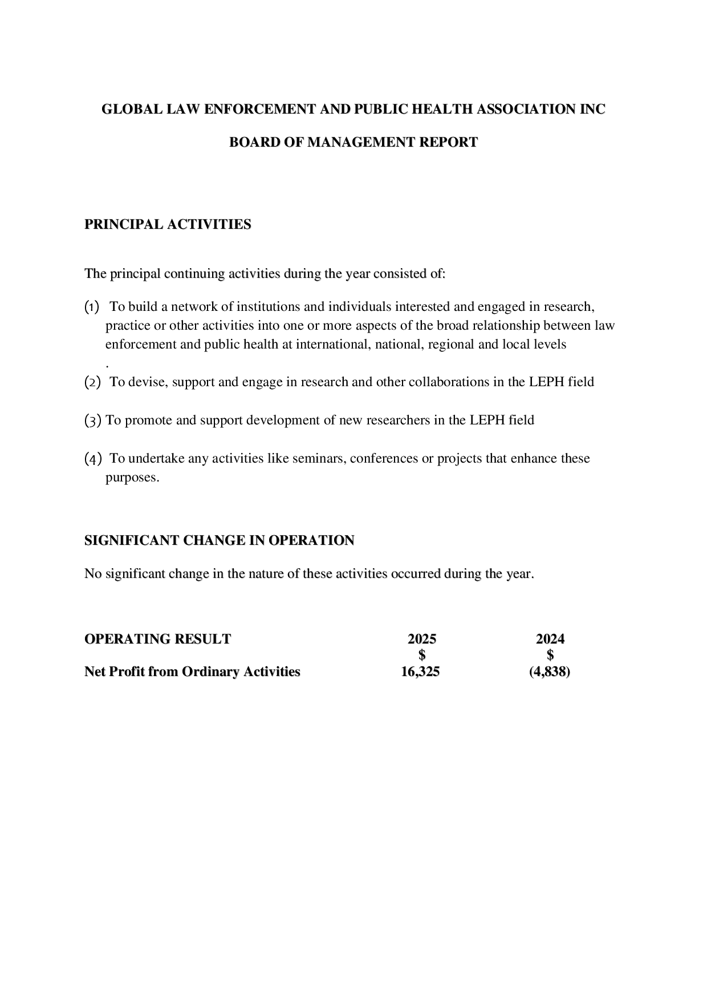 GLOBAL LAW ENFORCEMENT AND PUBLIC HEALTH ASSOCIATION INC
BOARD OF MANAGEMENT REPORT
PRINCIPAL ACTIVITIES
The principal continuing activities during the year consisted of:
(1) To build a network of institutions and individuals interested and engaged in research,
practice or other activities into one or more aspects of the broad relationship between law
enforcement and public health at international, national, regional and local levels
.
(2) To devise, support and engage in research and other collaborations in the LEPH field
(3) To promote and support development of new researchers in the LEPH field
(4) To undertake any activities like seminars, conferences or projects that enhance these
purposes.
SIGNIFICANT CHANGE IN OPERATION
No significant change in the nature of these activities occurred during the year.
OPERATING RESULT 2025 2024
$ $
Net Profit from Ordinary Activities 16,325 (4,838)